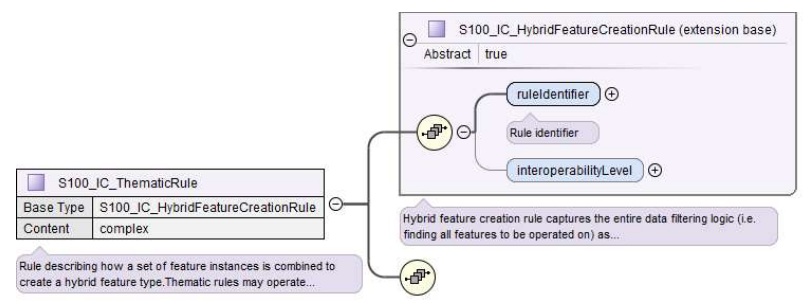 S100_IC_HybridFeatureCreationRule (extension base)
Abstract true
ruleIdentifier
Rule identifier
interoperabilityLevel
Hybrid feature creation rule captures the entire data filtering logic (i.e.
finding all features to be operated on) as...
S100_IC_ThematicRule
Base Type S100_IC_HybridFeatureCreationRule
Content complex
Rule describing how a set of feature instances is combined to
create a hybrid feature type.Thematic rules may operate...